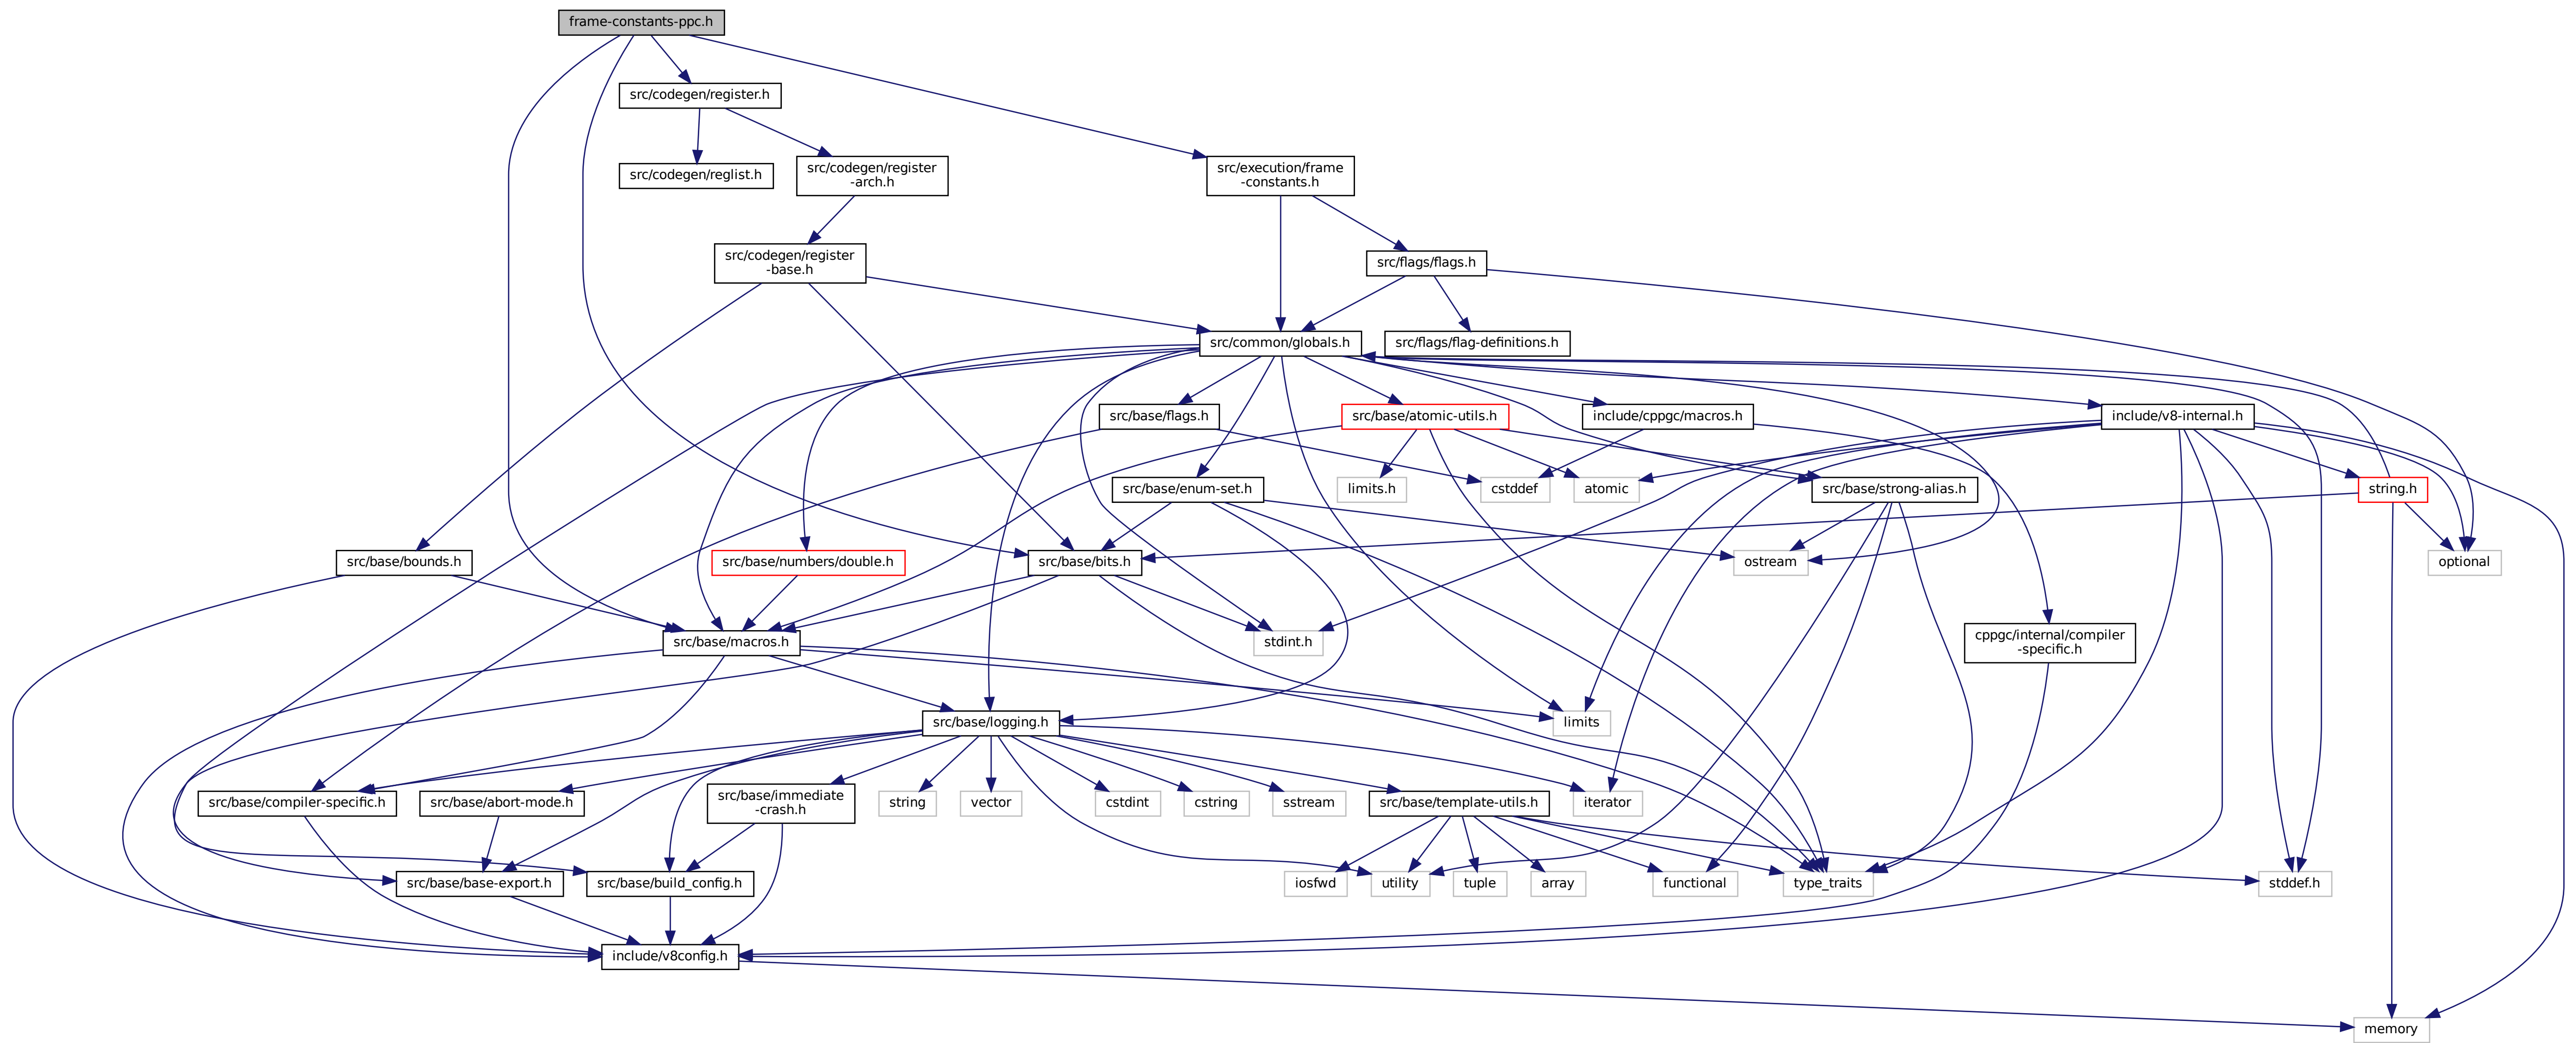 frame-constants-ppc.h
src/codegen/register.h
src/codegen/reglist.h
src/codegen/register
-arch.h
src/execution/frame
-constants.h
src/codegen/register
-base.h
src/flags/flags.h
src/common/globals.h
src/flags/flag-definitions.h
src/base/flags.h
src/base/atomic-utils.h
include/cppgc/macros.h
include/v8-internal.h
src/base/enum-set.h
limits.h
cstddef
atomic
src/base/strong-alias.h
string.h
src/base/bounds.h
src/base/numbers/double.h
src/base/bits.h
ostream
optional
src/base/macros.h
stdint.h
cppgc/internal/compiler
-specific.h
src/base/logging.h
limits
src/base/compiler-specific.h
src/base/abort-mode.h
src/base/immediate
-crash.h
string
vector
cstdint
cstring
sstream
src/base/template-utils.h
iterator
src/base/base-export.h
src/base/build_config.h
iosfwd
utility
tuple
array
functional
type_traits
stddef.h
include/v8config.h
memory